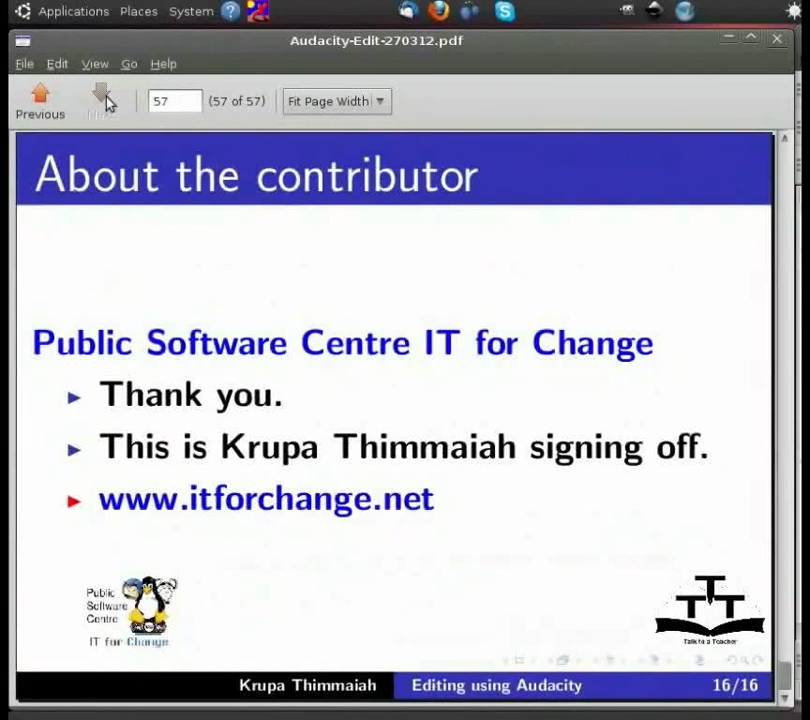 Applications Places System
Audacity-Edit-270312.pdf
File Edit View Go Help
Previous
57
(57 of 57)
Fit Page Width
About the contributor
Public Software Centre IT for Change
Thank you.
This is Krupa Thimmaiah signing off.
www.itforchange.net
Public
Software
Centre
IT for Change
TTT
Talk to a Teacher
Krupa Thimmaiah
Editing using Audacity
16/16